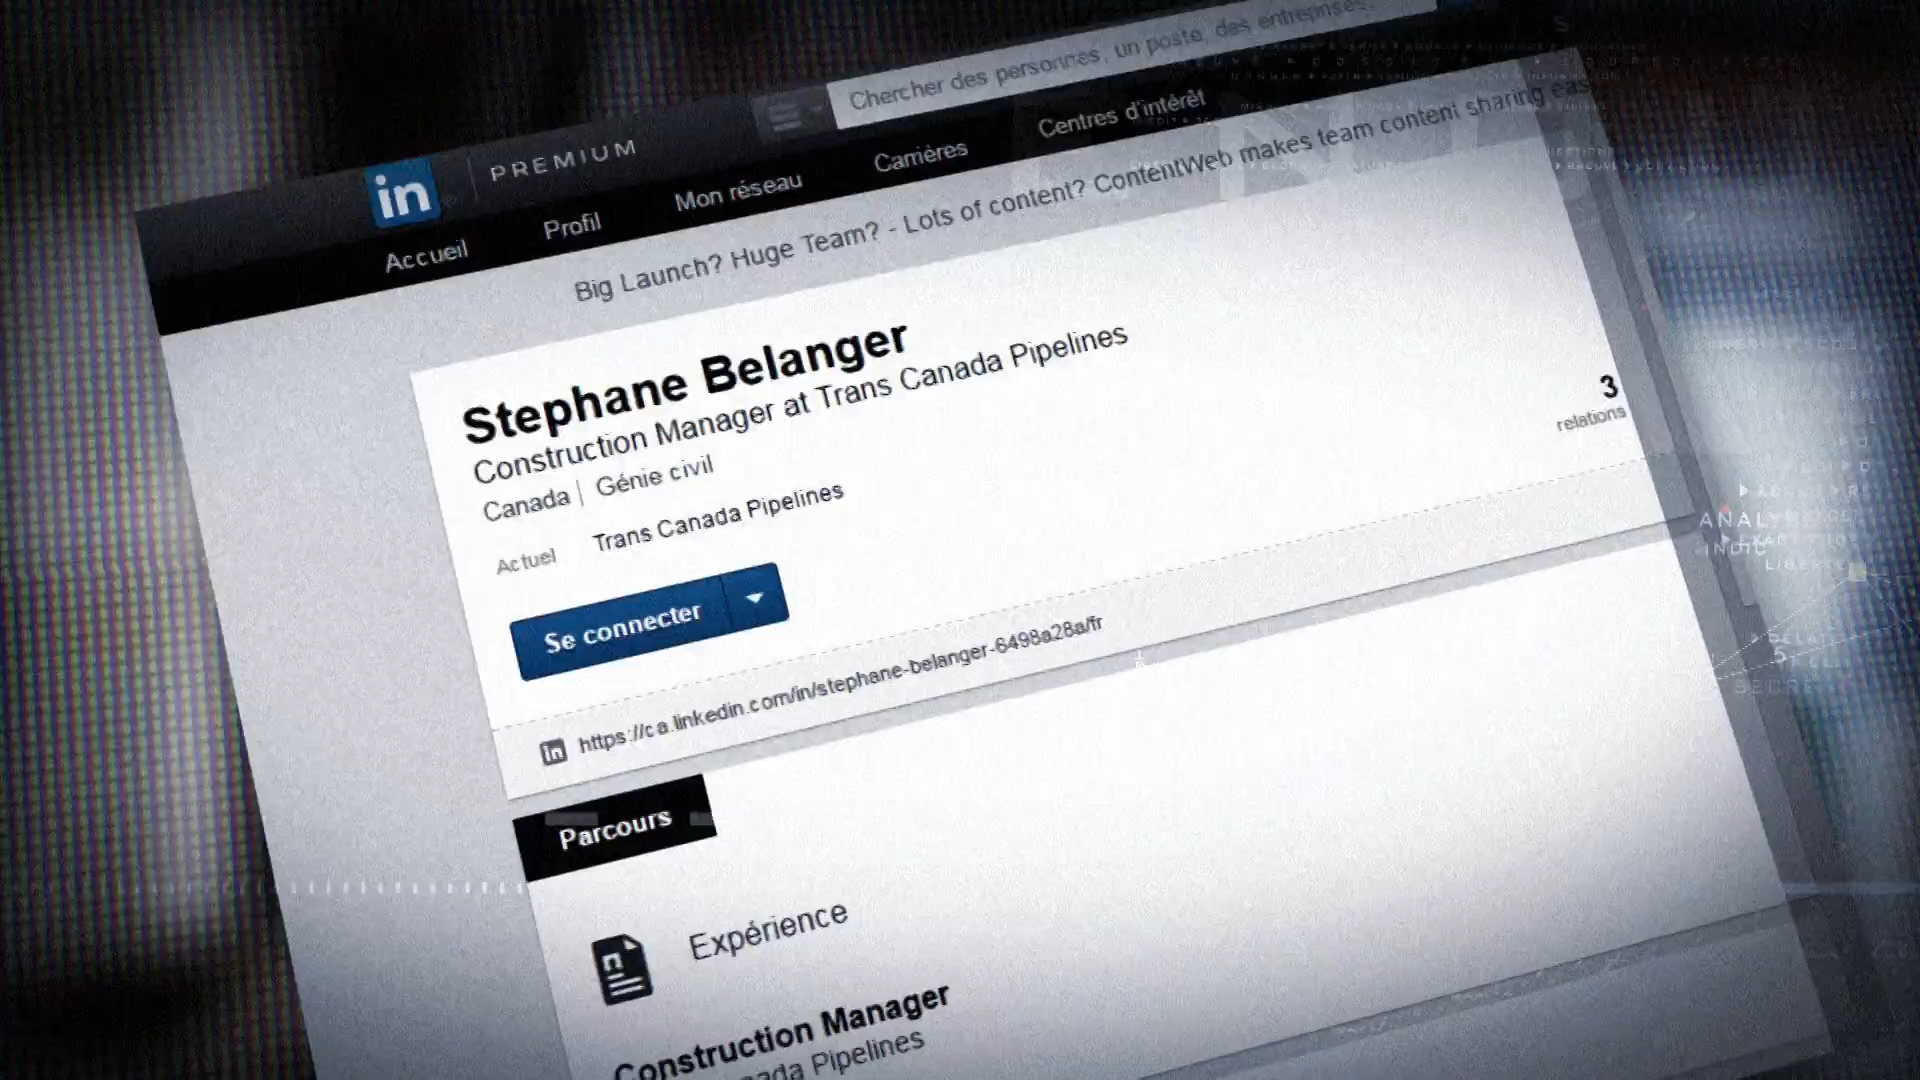 Chercher des personnes, un poste, des entreprises,
in PREMIUM
Accueil Profil Mon réseau Carrières Centres d'intérêt
Big Launch? Huge Team? - Lots of content? ContentWeb makes team content sharing eas
Stephane Belanger
Construction Manager at Trans Canada Pipelines
Canada | Génie civil
3
relations
Actuel Trans Canada Pipelines
Se connecter
in https://ca.linkedin.com/in/stephane-belanger-6498a28a/fr
Parcours
Expérience
Construction Manager
Pipelines